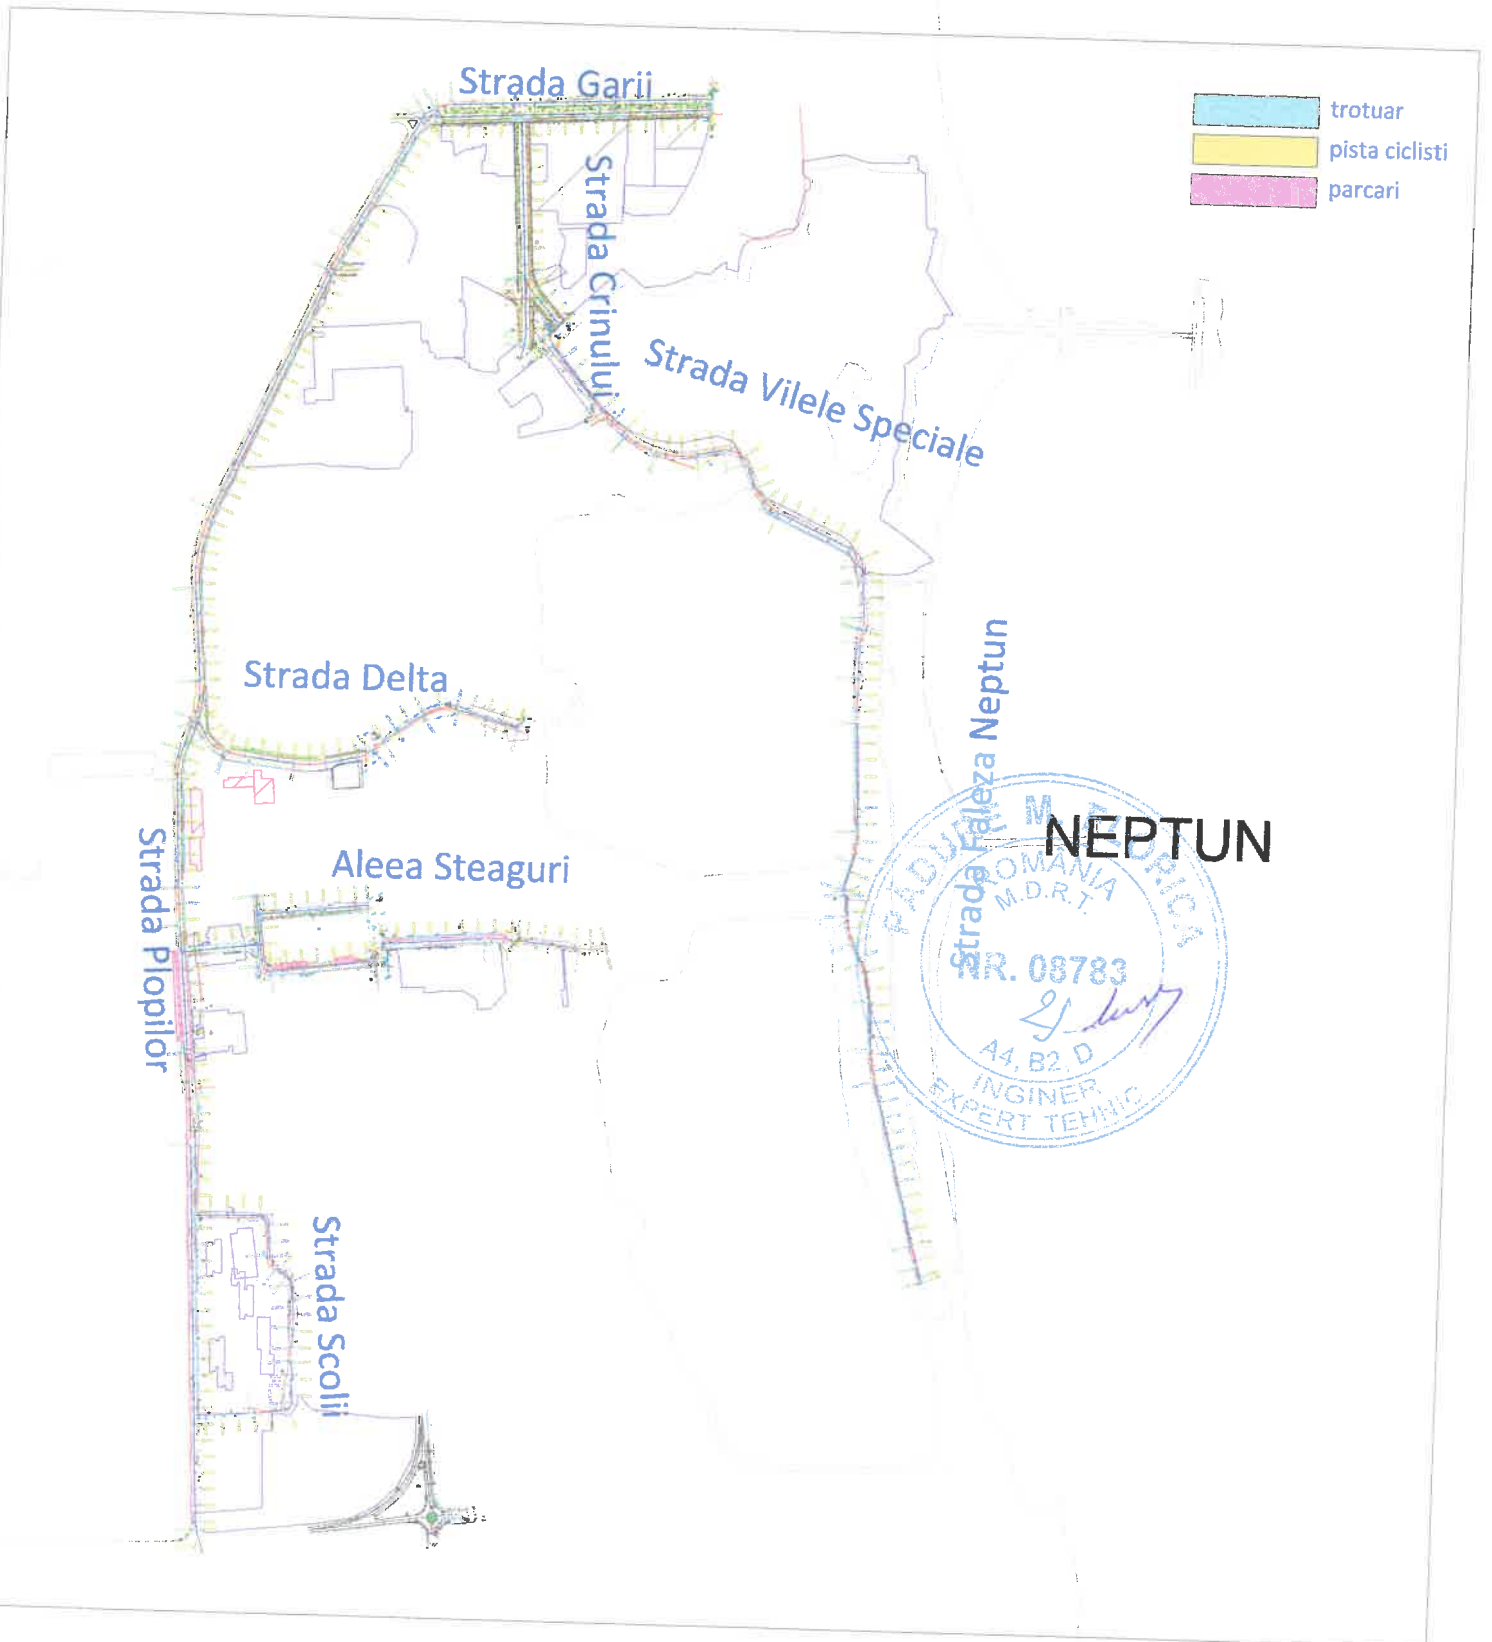 Strada Garii
trotuar
pista ciclisti
parcari
Strada Crinului
Strada Vilele Speciale
Strada Delta
Strada Faleza Neptun
NEPTUN
Aleea Steaguri
Strada Plopilor
Strada Scolii
ROMÂNIA
M.D.R.T.
NR. 08783
A4, B2, D
INGINER
EXPERT TEHNIC